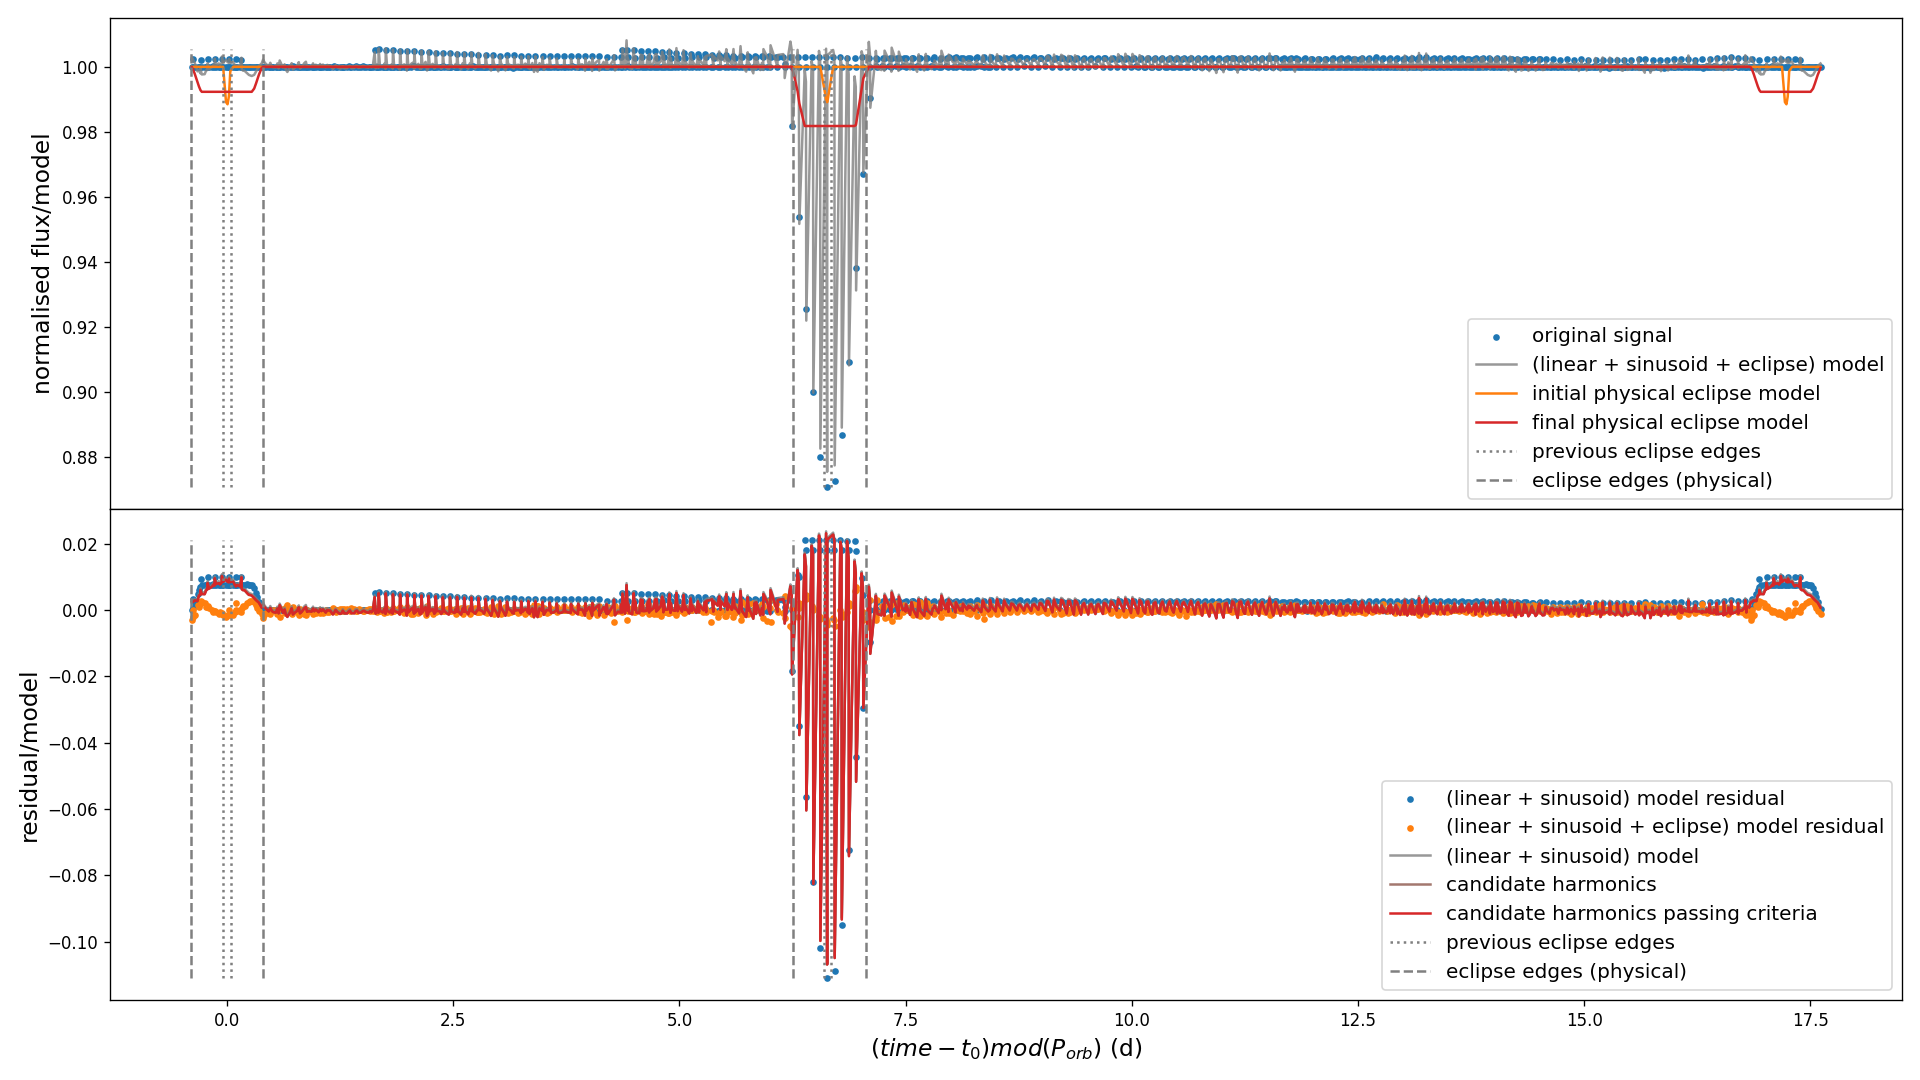 normalised flux/model
1.00
0.98
0.96
0.94
0.92
0.90
0.88
original signal
(linear + sinusoid + eclipse) model
initial physical eclipse model
final physical eclipse model
previous eclipse edges
eclipse edges (physical)
residual/model
0.02
0.00
−0.02
−0.04
−0.06
−0.08
−0.10
(linear + sinusoid) model residual
(linear + sinusoid + eclipse) model residual
(linear + sinusoid) model
candidate harmonics
candidate harmonics passing criteria
previous eclipse edges
eclipse edges (physical)
0.0 2.5 5.0 7.5 10.0 12.5 15.0 17.5
(time − t₀)mod(P_orb) (d)